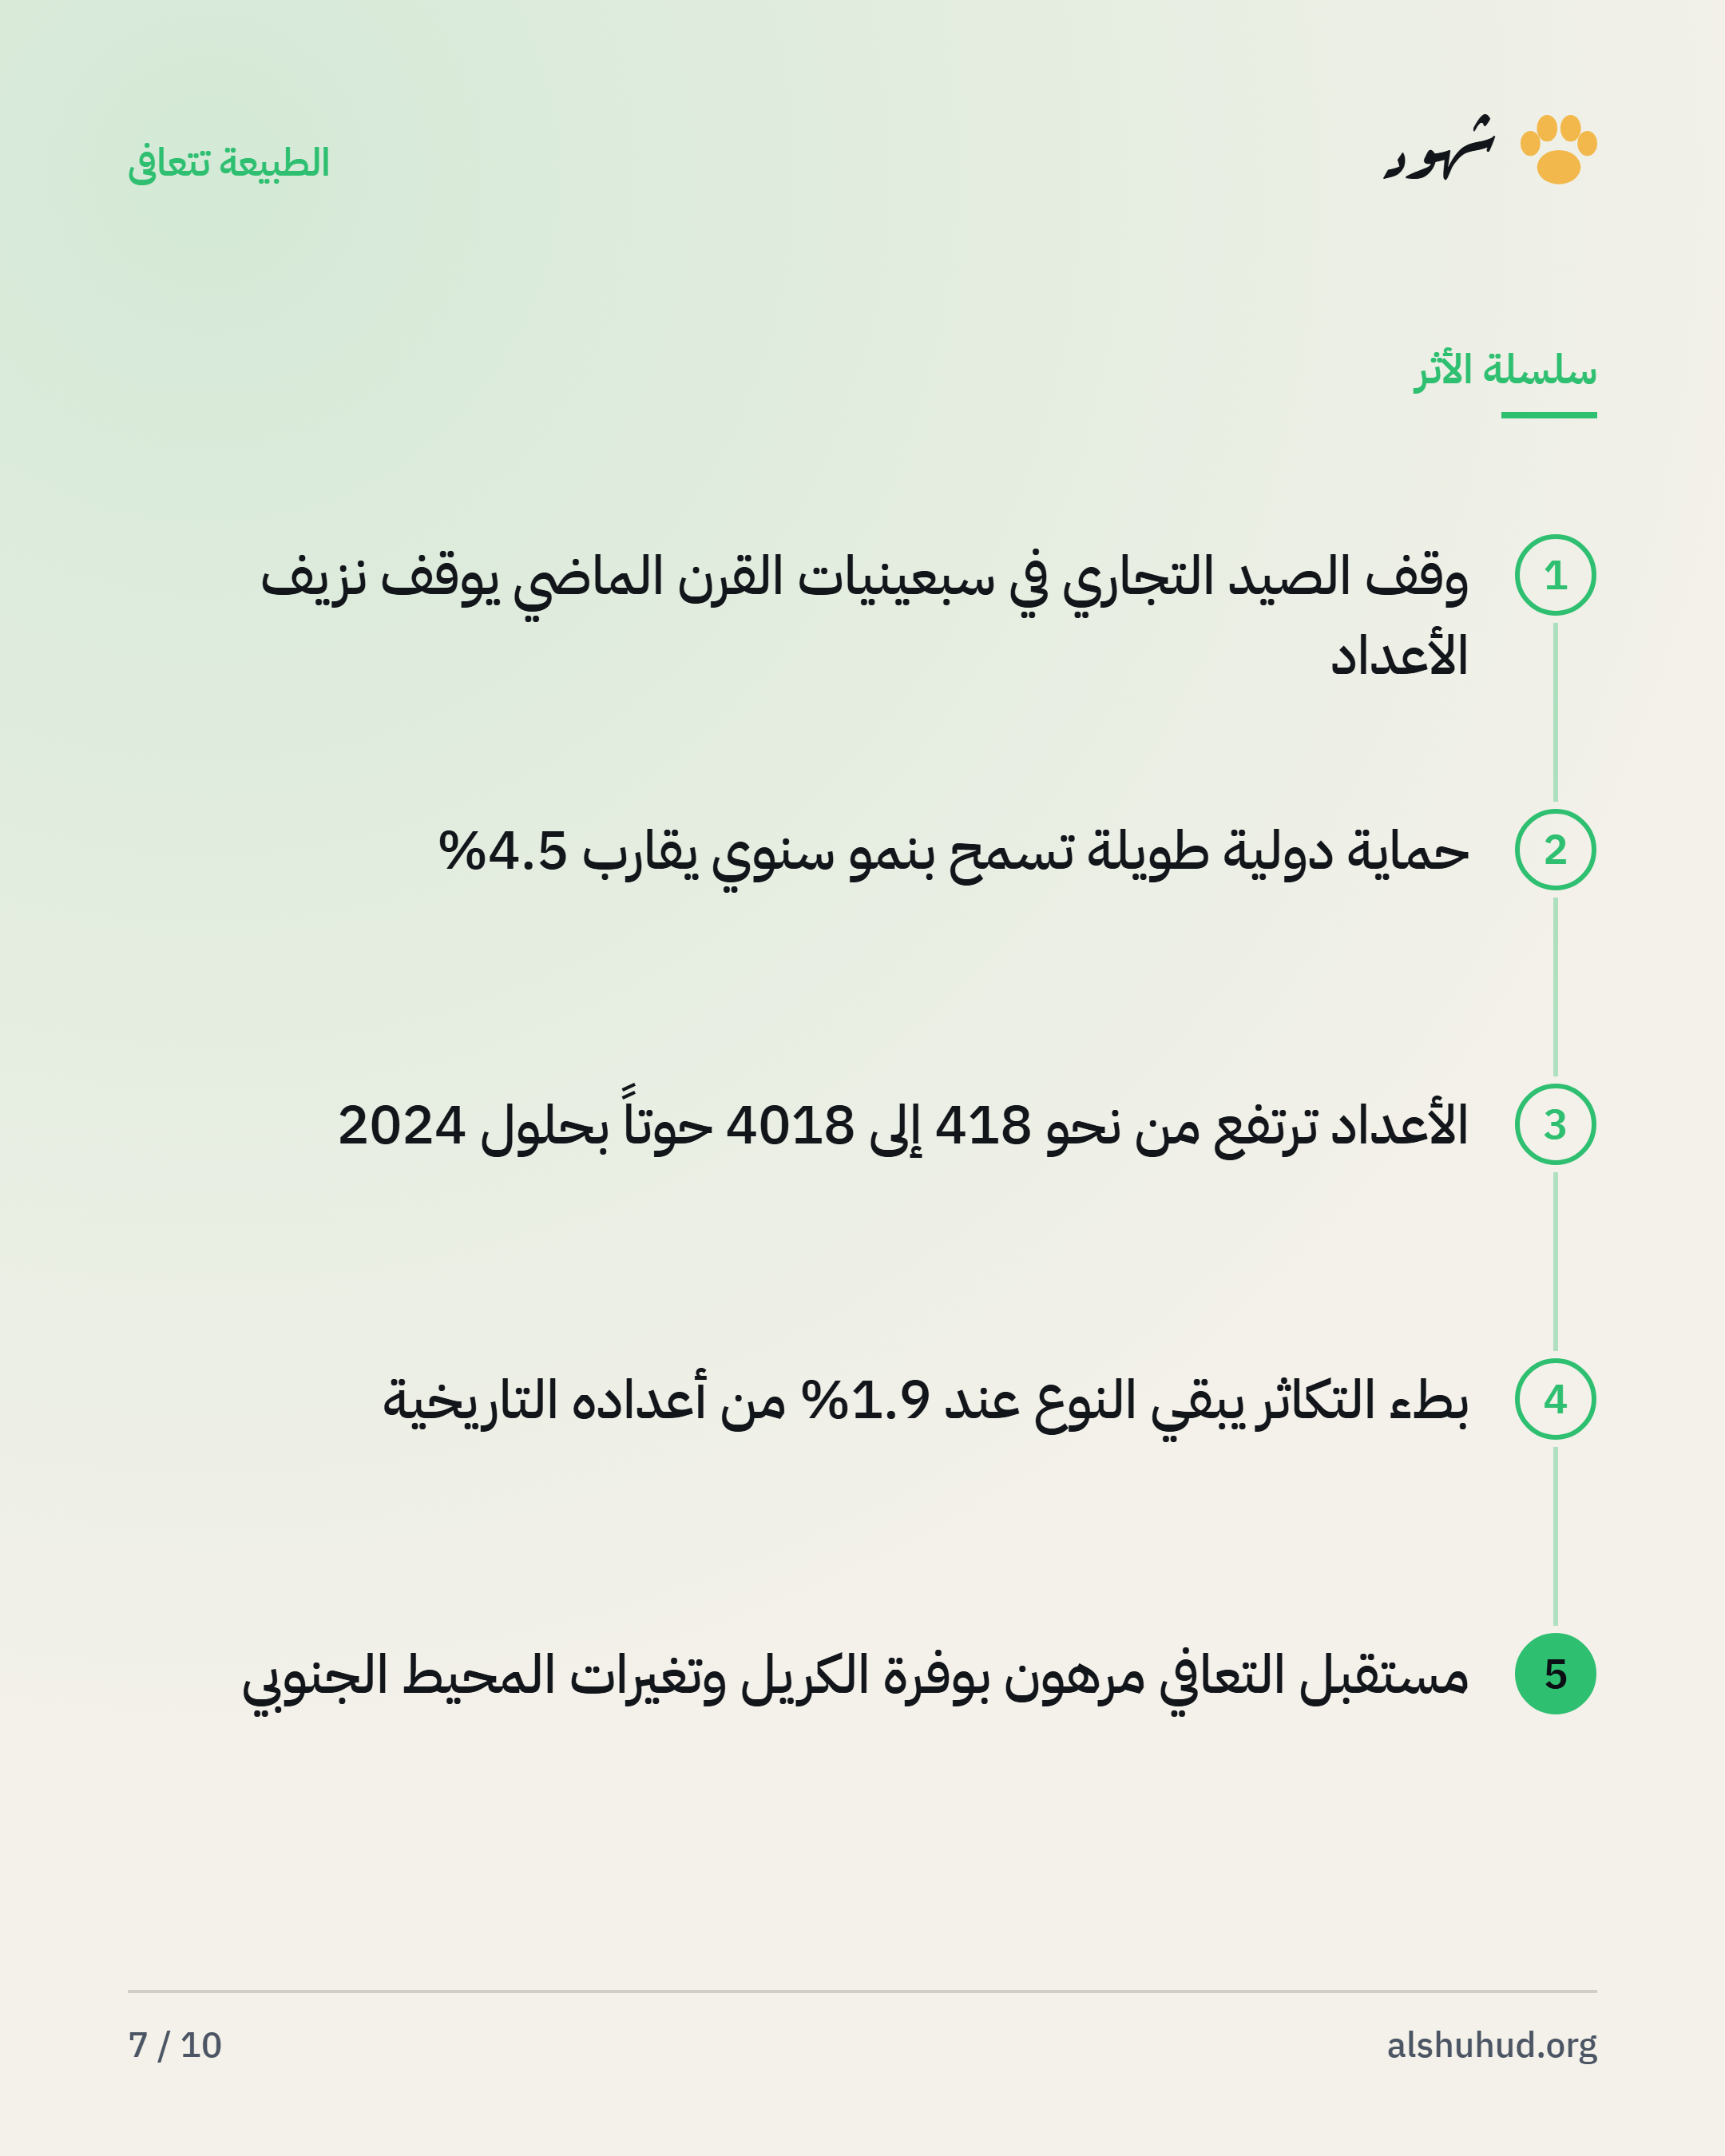 شهود
الطبيعة تتعافى
سلسلة الأثر
1
وقف الصيد التجاري في سبعينيات القرن الماضي يوقف نزيف
الأعداد
2
حماية دولية طويلة تسمح بنمو سنوي يقارب 4.5%
3
الأعداد ترتفع من نحو 418 إلى 4018 حوتاً بحلول 2024
4
بطء التكاثر يبقي النوع عند 1.9% من أعداده التاريخية
5
مستقبل التعافي مرهون بوفرة الكريل وتغيرات المحيط الجنوبي
alshuhud.org
7 / 10